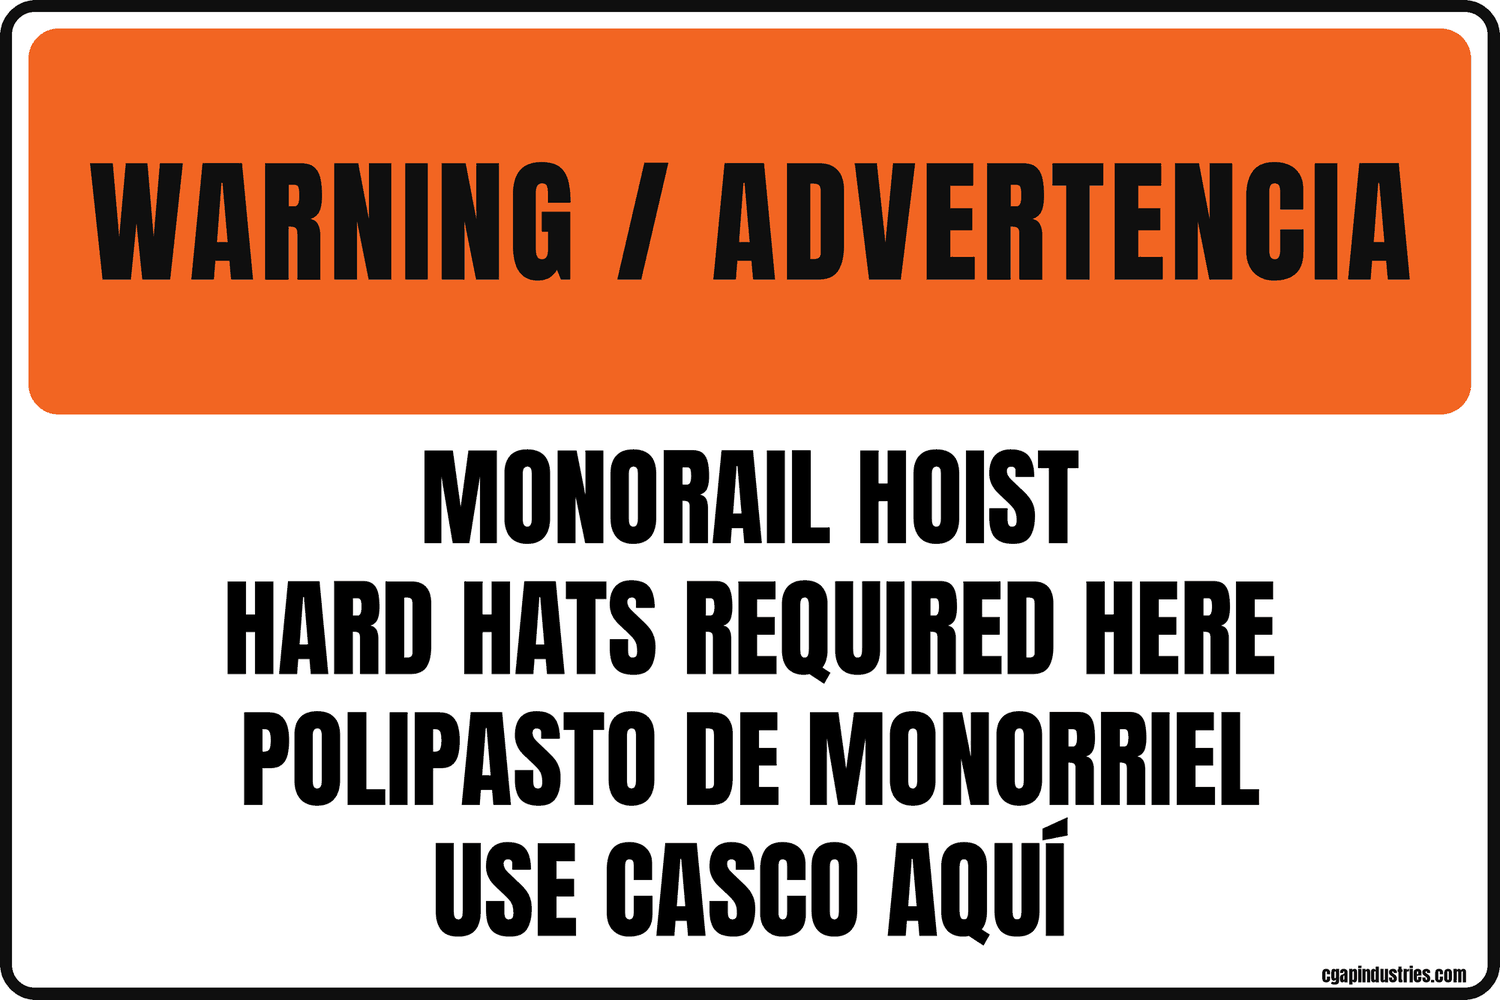 WARNING / ADVERTENCIA
MONORAIL HOIST
HARD HATS REQUIRED HERE
POLIPASTO DE MONORRIEL
USE CASCO AQUÍ
cgapindustries.com